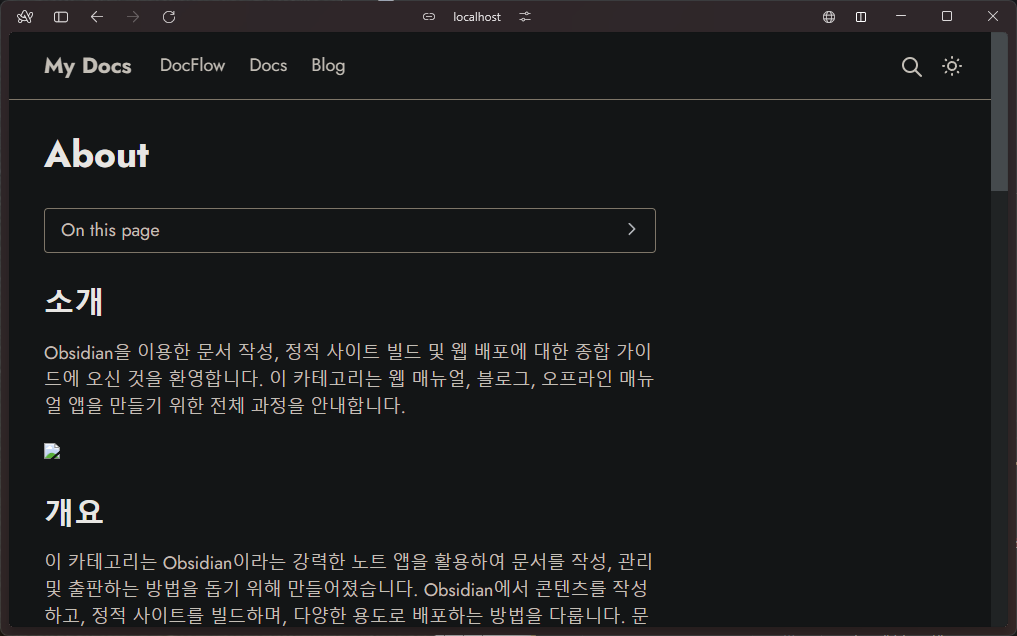 localhost
My Docs DocFlow Docs Blog
About
On this page
소개
Obsidian을 이용한 문서 작성, 정적 사이트 빌드 및 웹 배포에 대한 종합 가이
드에 오신 것을 환영합니다. 이 카테고리는 웹 매뉴얼, 블로그, 오프라인 매뉴
얼 앱을 만들기 위한 전체 과정을 안내합니다.
개요
이 카테고리는 Obsidian이라는 강력한 노트 앱을 활용하여 문서를 작성, 관리
및 출판하는 방법을 돕기 위해 만들어졌습니다. Obsidian에서 콘텐츠를 작성
하고, 정적 사이트를 빌드하며, 다양한 용도로 배포하는 방법을 다룹니다. 문